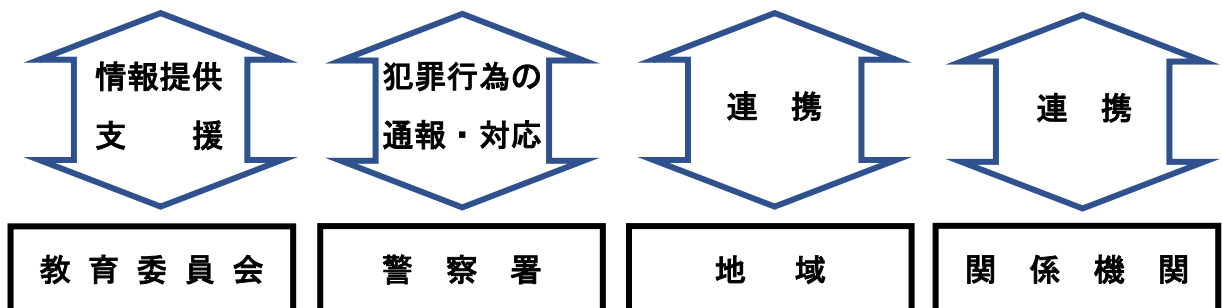 情報提供
支　　援
犯罪行為の
通報・対応
連　携
連　携
教 育 委 員 会
警　察　署
地　　域
関　係　機　関